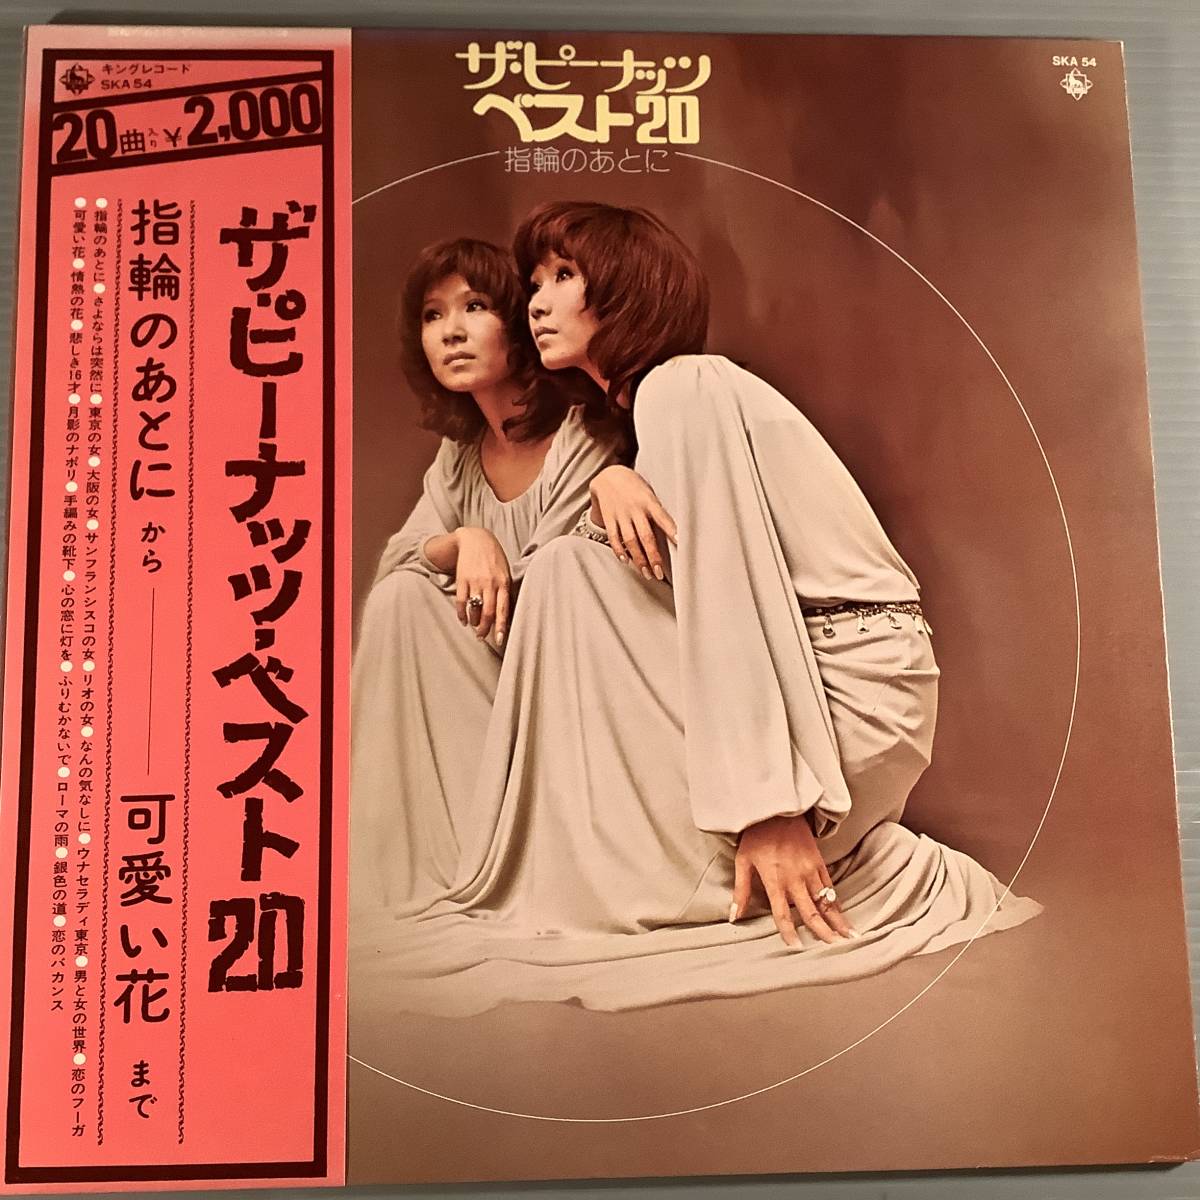 キングレコード
SKA 54
20曲入り ¥2,000
ザ・ピーナッツ・ベスト20
指輪のあとに から
可愛い花 まで
●指輪のあとに●さよならは突然に●東京の女●大阪の女●サンフランシスコの女●リオの女●なんの気なしに●ウナセラディ東京●男と女の世界●恋のフーガ
●可愛い花●情熱の花●悲しき16才●月影のナポリ●手編みの靴下●心の窓に灯を●ふりむかないで●ローマの雨●銀色の道●恋のバカンス
ザ・ピーナッツ
ベスト20
指輪のあとに
SKA 54